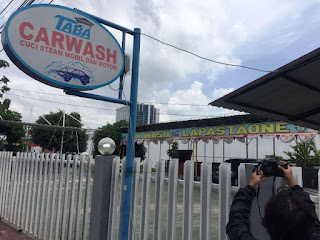 TABA
CARWASH
CUCI STEAM MOBIL DAN MOTOR
LAPASTAONE